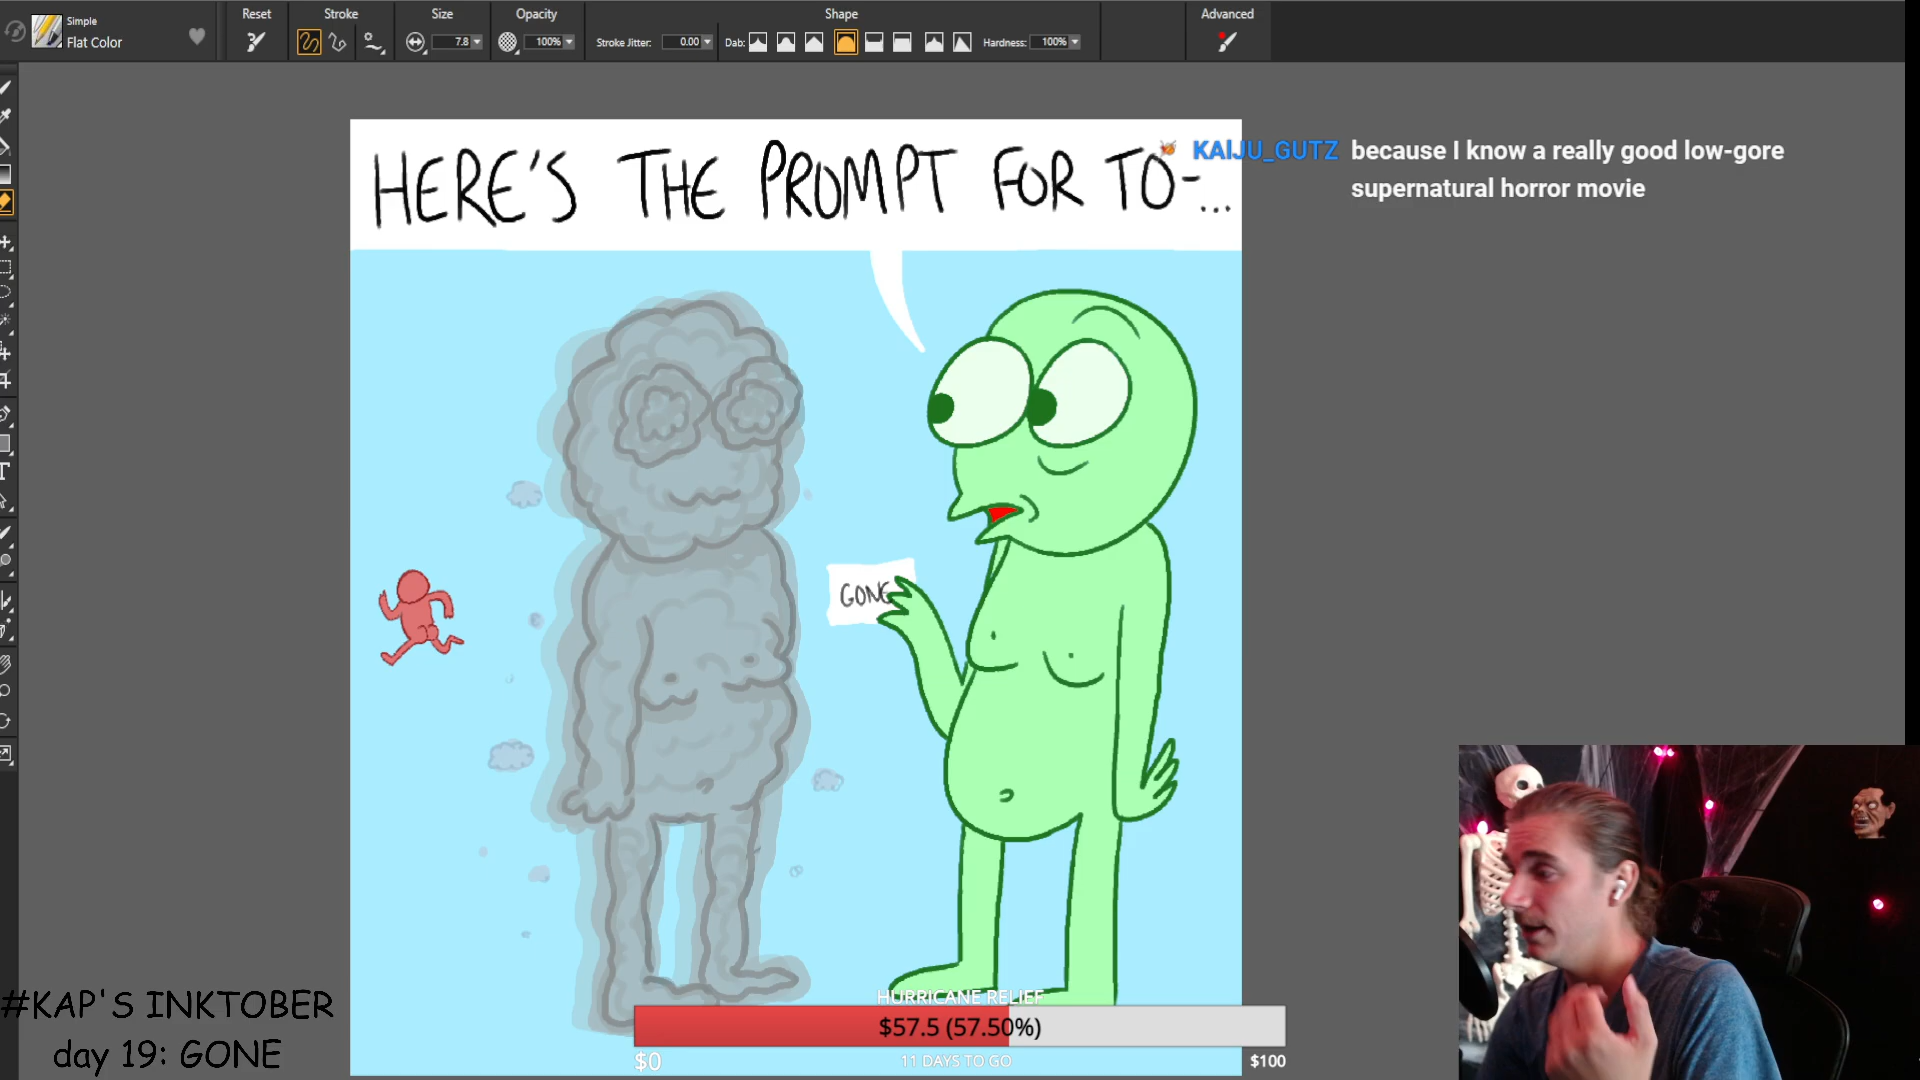 Simple
Flat Color
Reset
Stroke
Size
Opacity
Shape
Advanced
7.8
100%
Stroke Jitter: 0.00
Dab:
Hardness: 100%
HERE'S THE PROMPT FOR TO-...
KAIJU_GUTZ because I know a really good low-gore
supernatural horror movie
GONE
#KAP'S INKTOBER
day 19: GONE
HURRICANE RELIEF
$57.5 (57.50%)
$0
11 DAYS TO GO
$100